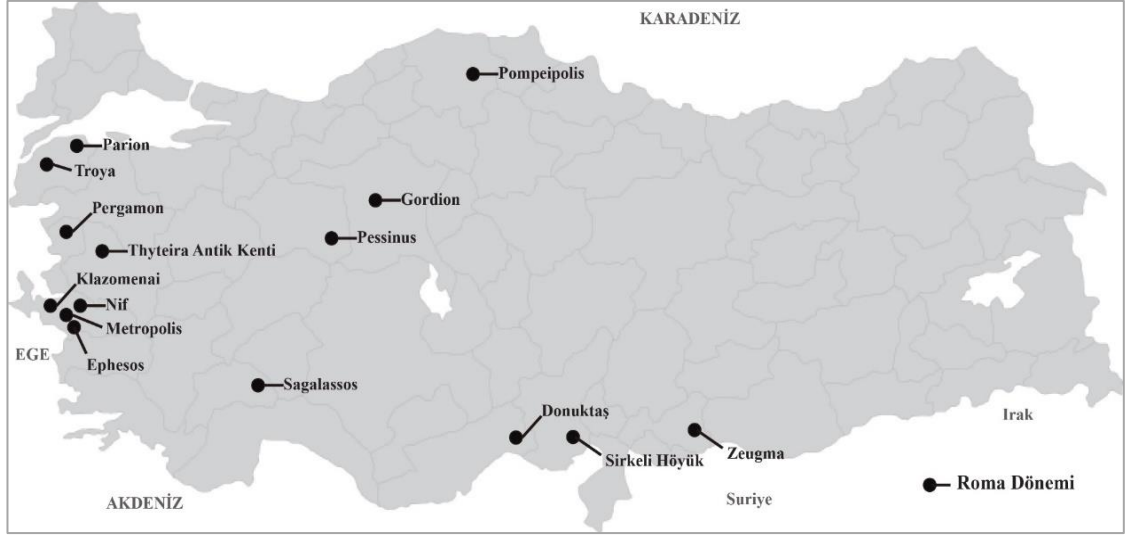 KARADENİZ
Pompeipolis
Parion
Troya
Gordion
Pergamon
Pessinus
Thyteira Antik Kenti
Klazomenai
Nif
Metropolis
EGE
Ephesos
Sagalassos
Donuktaş
Irak
Zeugma
Sirkeli Höyük
Roma Dönemi
AKDENİZ
Suriye